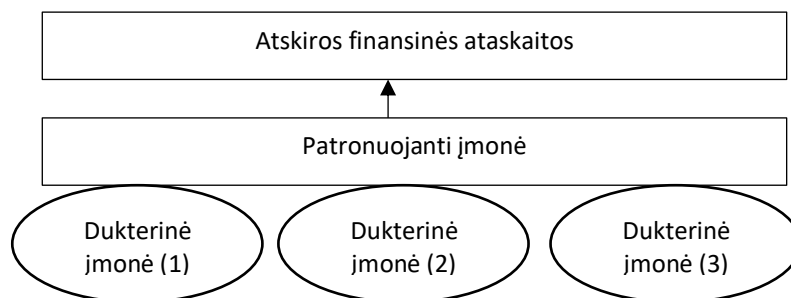 Atskiros finansinės ataskaitos
Patronuojanti įmonė
Dukterinė
įmonė (1)
Dukterinė
įmonė (2)
Dukterinė
įmonė (3)